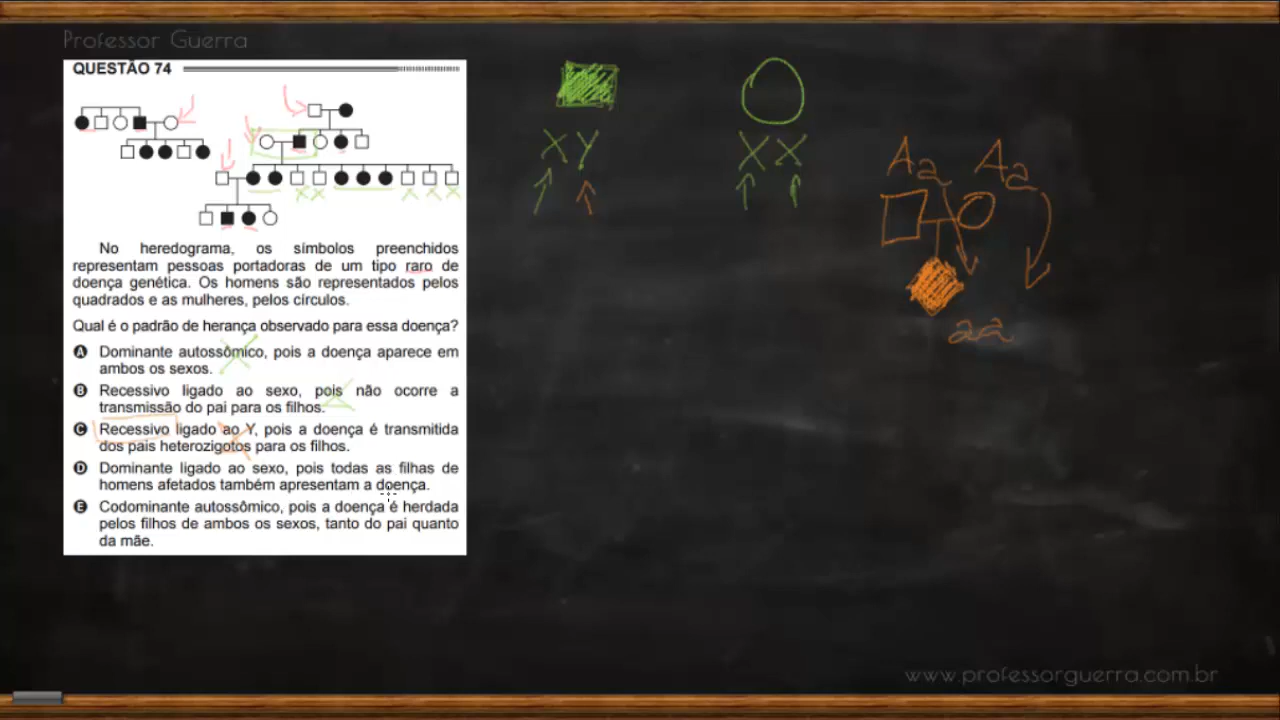 Professor Guerra
QUESTÃO 74
No heredograma, os símbolos preenchidos
representam pessoas portadoras de um tipo raro de
doença genética. Os homens são representados pelos
quadrados e as mulheres, pelos círculos.
Qual é o padrão de herança observado para essa doença?
A Dominante autossômico, pois a doença aparece em
ambos os sexos.
B Recessivo ligado ao sexo, pois não ocorre a
transmissão do pai para os filhos.
C Recessivo ligado ao Y, pois a doença é transmitida
dos pais heterozigotos para os filhos.
D Dominante ligado ao sexo, pois todas as filhas de
homens afetados também apresentam a doença.
E Codominante autossômico, pois a doença é herdada
pelos filhos de ambos os sexos, tanto do pai quanto
da mãe.
XY
XX
Aa Aa
aa
www.professorguerra.com.br